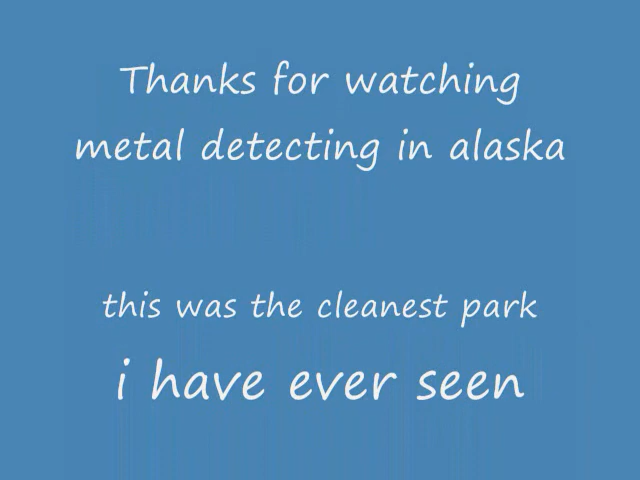 Thanks for watching
metal detecting in alaska
this was the cleanest park
i have ever seen